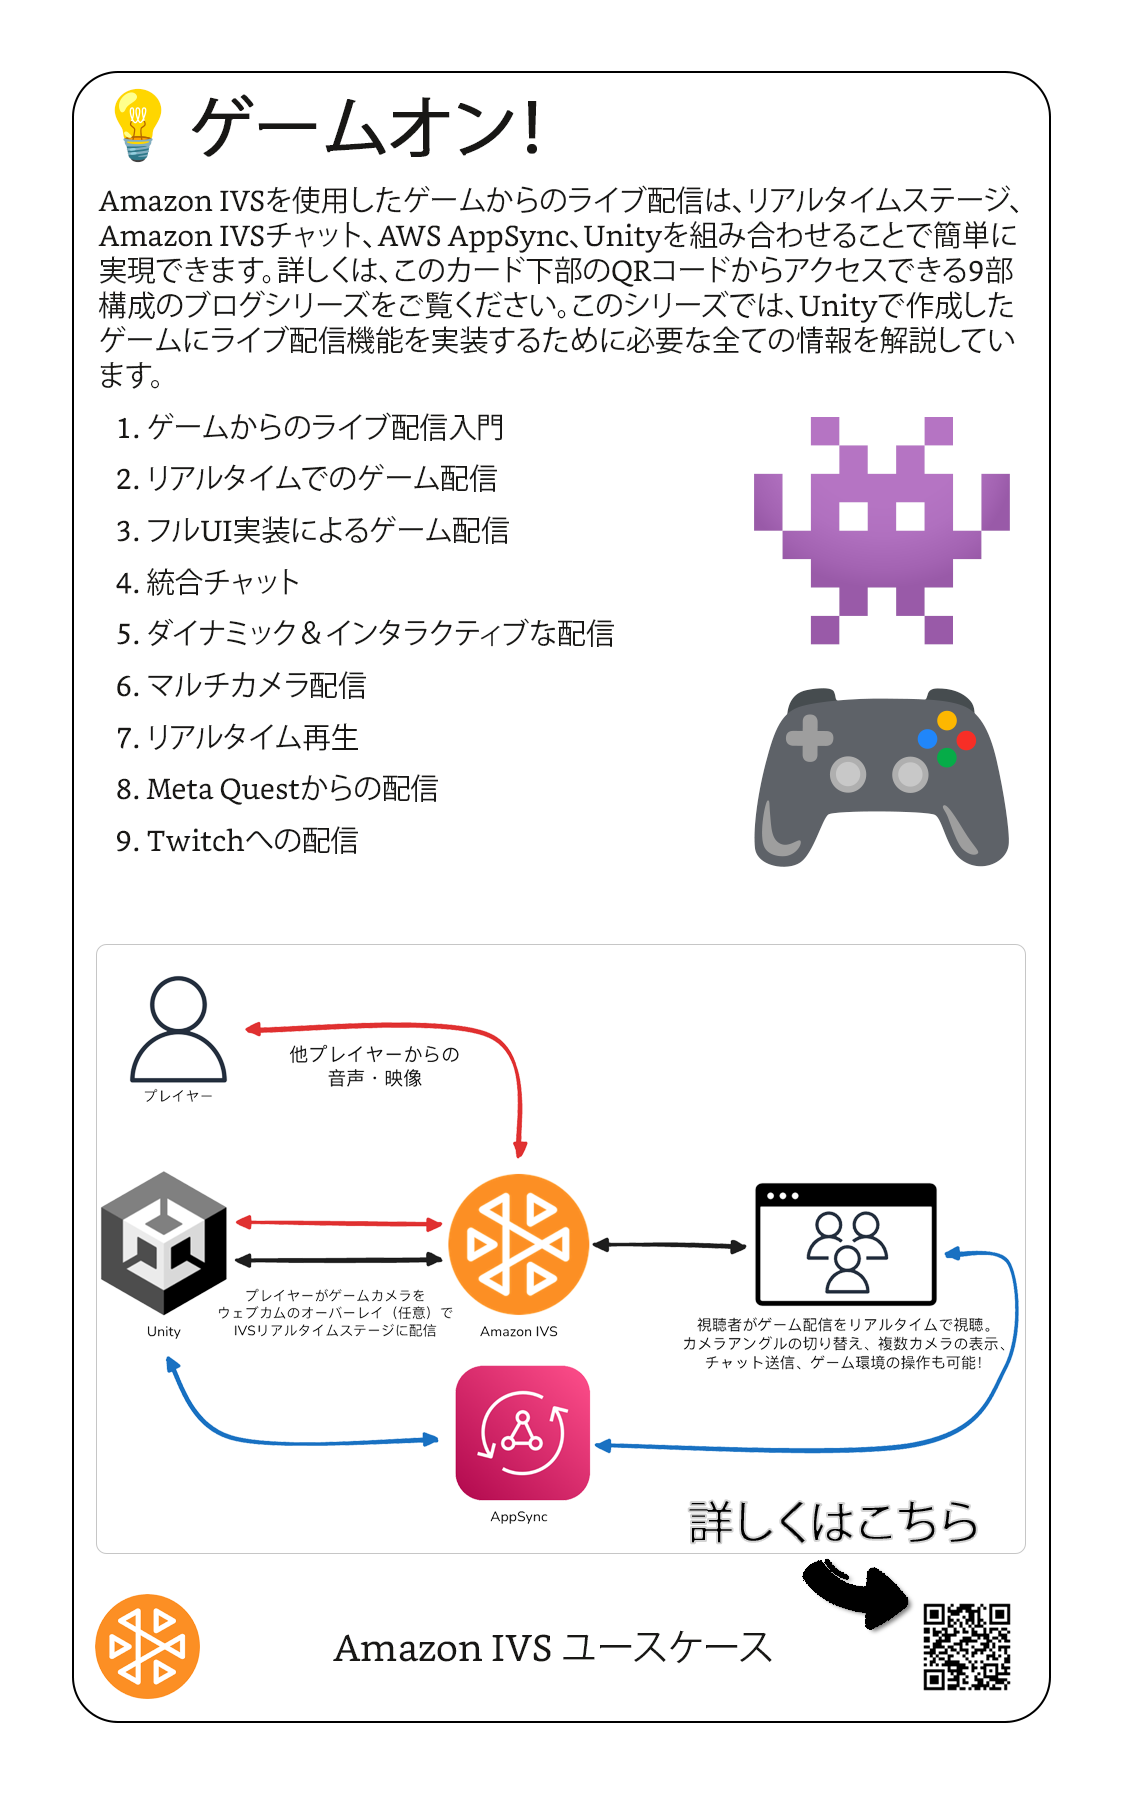 ゲームオン!
Amazon IVSを使用したゲームからのライブ配信は、リアルタイムステージ、
Amazon IVSチャット、AWS AppSync、Unityを組み合わせることで簡単に
実現できます。詳しくは、このカード下部のQRコードからアクセスできる9部
構成のブログシリーズをご覧ください。このシリーズでは、Unityで作成した
ゲームにライブ配信機能を実装するために必要な全ての情報を解説してい
ます。
1. ゲームからのライブ配信入門
2. リアルタイムでのゲーム配信
3. フルUI実装によるゲーム配信
4. 統合チャット
5. ダイナミック＆インタラクティブな配信
6. マルチカメラ配信
7. リアルタイム再生
8. Meta Questからの配信
9. Twitchへの配信
他プレイヤーからの
音声・映像
プレイヤー
プレイヤーがゲームカメラを
ウェブカムのオーバーレイ（任意）で
IVSリアルタイムステージに配信
Unity
Amazon IVS
視聴者がゲーム配信をリアルタイムで視聴。
カメラアングルの切り替え、複数カメラの表示、
チャット送信、ゲーム環境の操作も可能!
AppSync
詳しくはこちら
Amazon IVS ユースケース